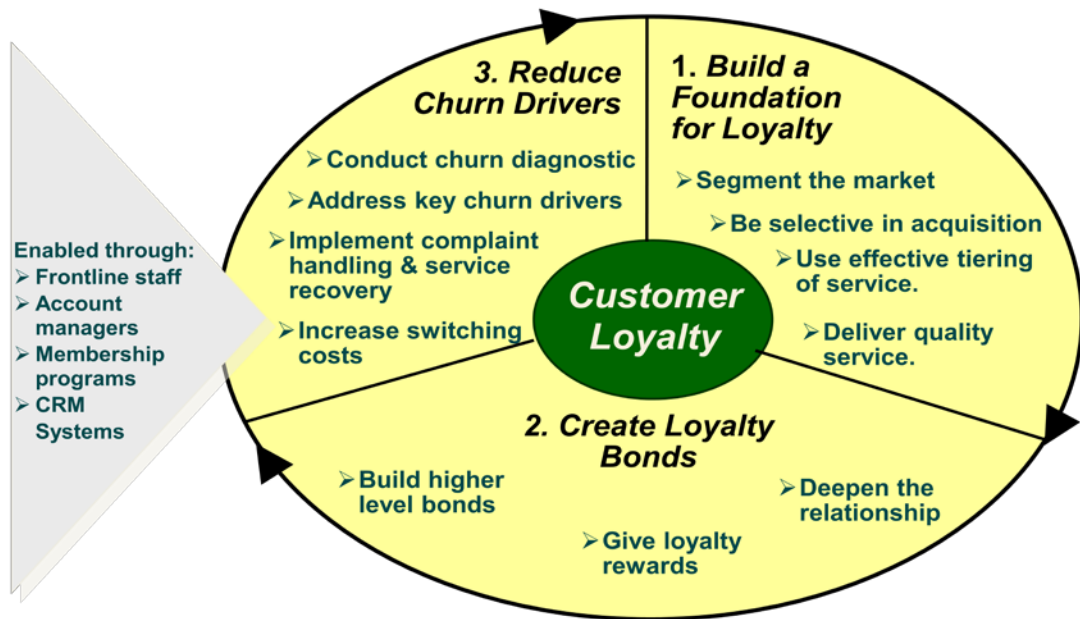 Enabled through:
➢ Frontline staff
➢ Account
managers
➢ Membership
programs
➢ CRM
Systems
1. Build a
Foundation
for Loyalty
➢Segment the market
➢Be selective in acquisition
➢Use effective tiering
of service.
➢Deliver quality
service.
2. Create Loyalty
Bonds
➢Deepen the
relationship
➢Give loyalty
rewards
➢Build higher
level bonds
3. Reduce
Churn Drivers
➢Conduct churn diagnostic
➢Address key churn drivers
➢Implement complaint
handling & service
recovery
➢Increase switching
costs
Customer
Loyalty